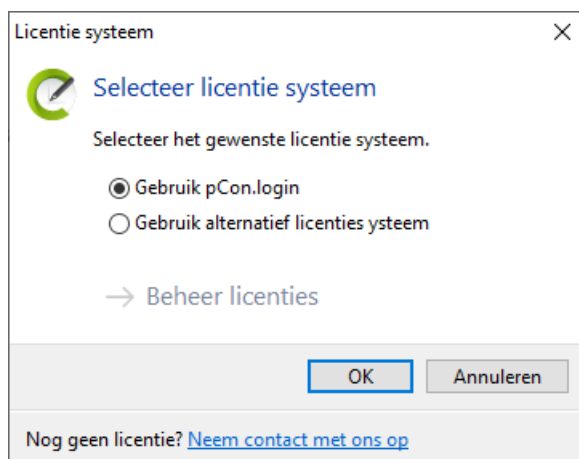 Licentie systeem
Selecteer licentie systeem
Selecteer het gewenste licentie systeem.
Gebruik pCon.login
Gebruik alternatief licenties ysteem
Beheer licenties
OK Annuleren
Nog geen licentie? Neem contact met ons op